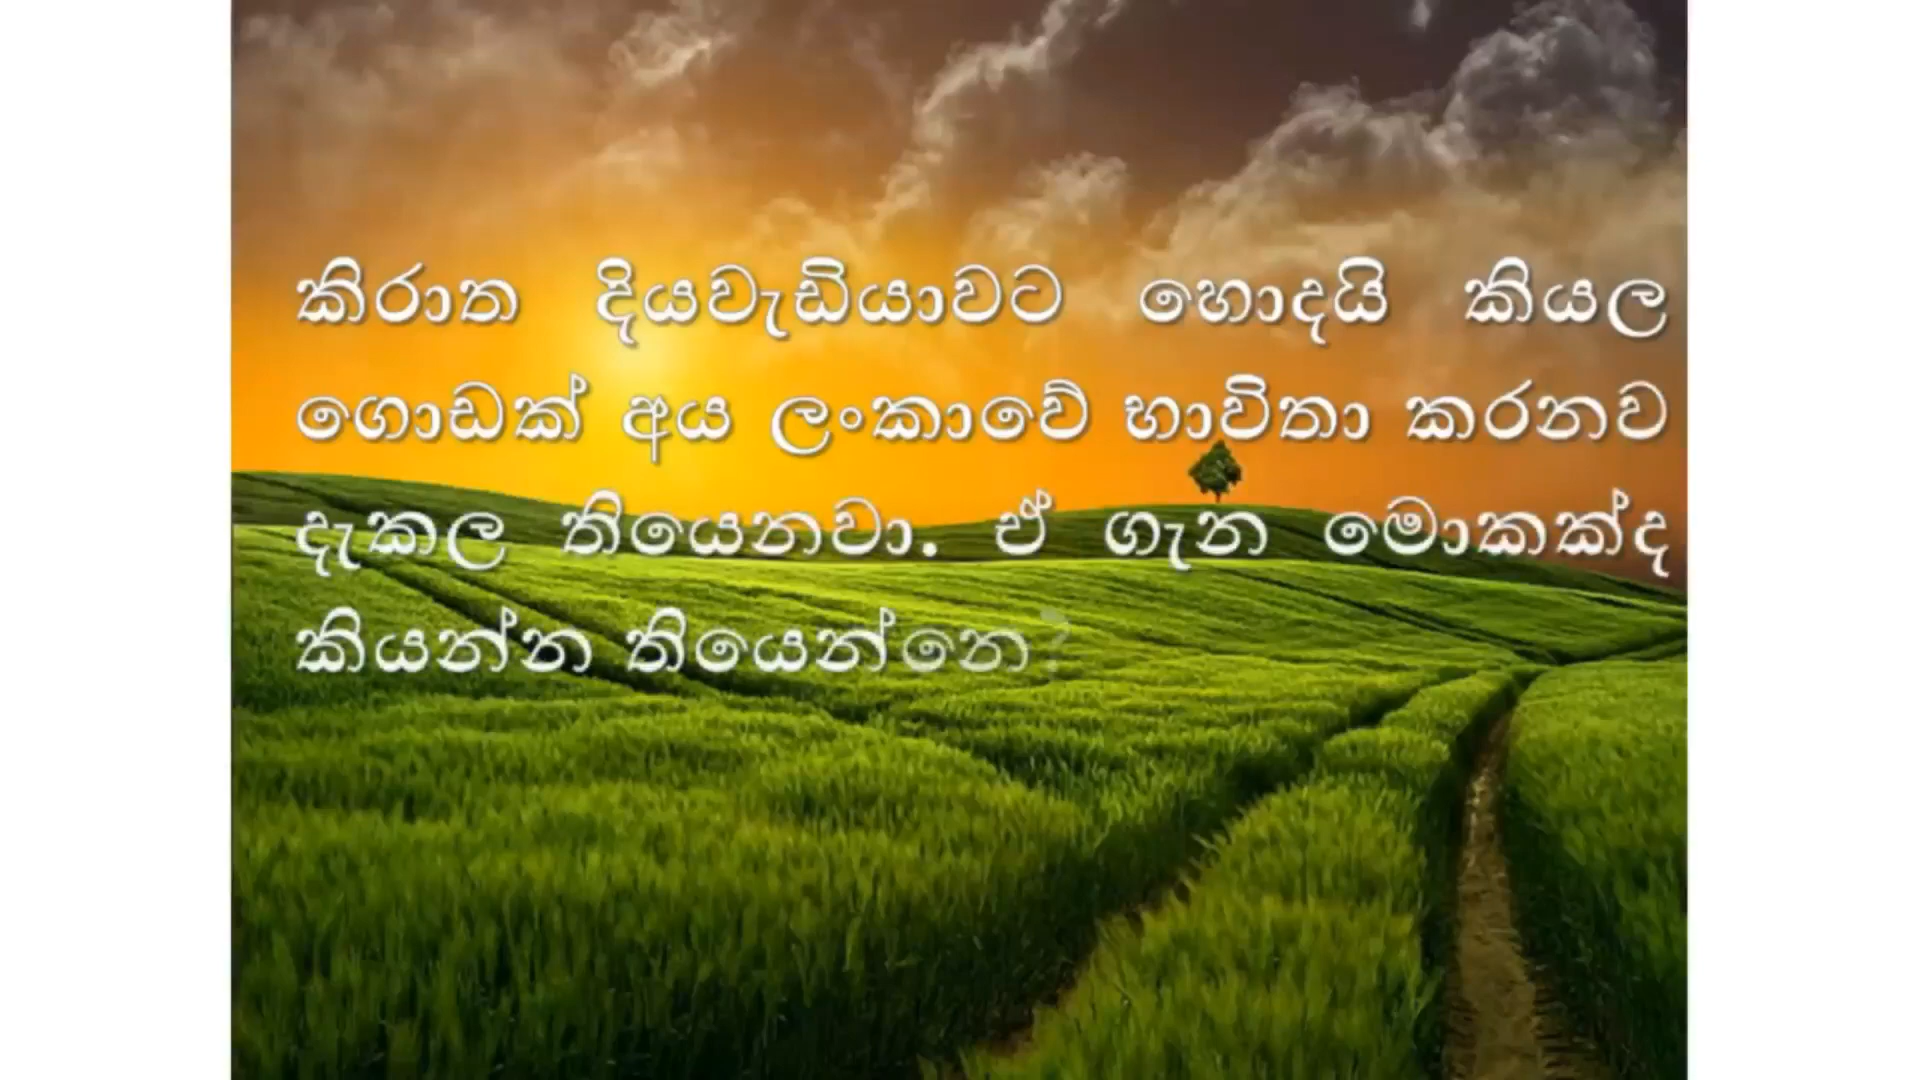 කිරාත දියවැඩියාවට හොදයි කියල
ගොඩක් අය ලංකාවේ භාවිතා කරනව
දැකල තියෙනවා. ඒ ගැන මොකක්ද
කියන්න තියෙන්නෙ?